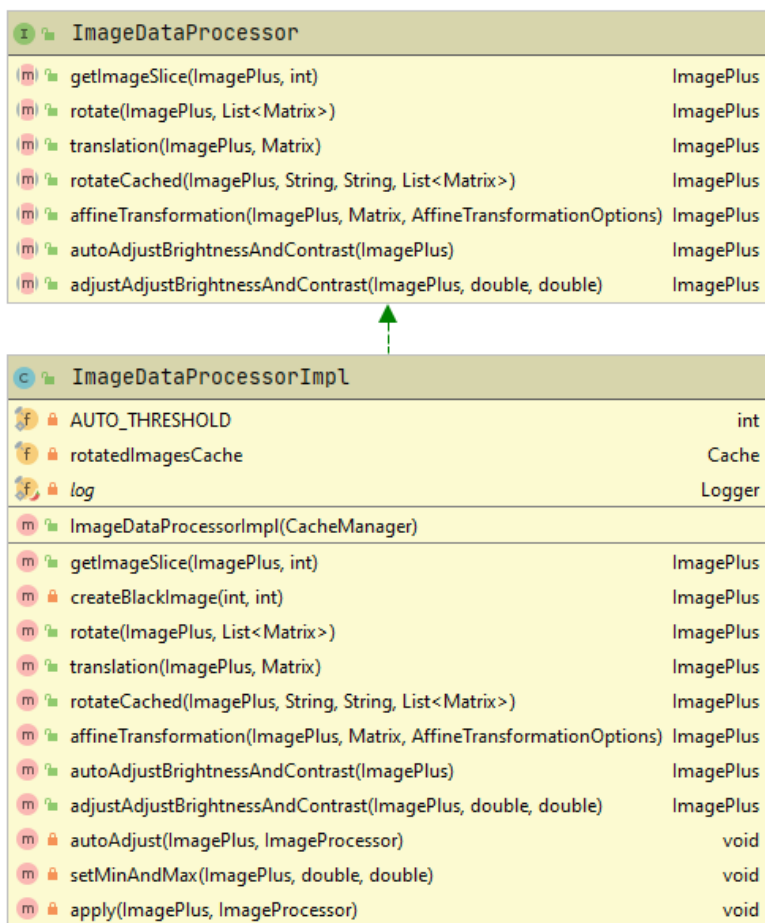 I ImageDataProcessor
m getImageSlice(ImagePlus, int) ImagePlus
m rotate(ImagePlus, List<Matrix>) ImagePlus
m translation(ImagePlus, Matrix) ImagePlus
m rotateCached(ImagePlus, String, String, List<Matrix>) ImagePlus
m affineTransformation(ImagePlus, Matrix, AffineTransformationOptions) ImagePlus
m autoAdjustBrightnessAndContrast(ImagePlus) ImagePlus
m adjustAdjustBrightnessAndContrast(ImagePlus, double, double) ImagePlus
C ImageDataProcessorImpl
f AUTO_THRESHOLD int
f rotatedImagesCache Cache
f log Logger
m ImageDataProcessorImpl(CacheManager)
m getImageSlice(ImagePlus, int) ImagePlus
m createBlackImage(int, int) ImagePlus
m rotate(ImagePlus, List<Matrix>) ImagePlus
m translation(ImagePlus, Matrix) ImagePlus
m rotateCached(ImagePlus, String, String, List<Matrix>) ImagePlus
m affineTransformation(ImagePlus, Matrix, AffineTransformationOptions) ImagePlus
m autoAdjustBrightnessAndContrast(ImagePlus) ImagePlus
m adjustAdjustBrightnessAndContrast(ImagePlus, double, double) ImagePlus
m autoAdjust(ImagePlus, ImageProcessor) void
m setMinAndMax(ImagePlus, double, double) void
m apply(ImagePlus, ImageProcessor) void